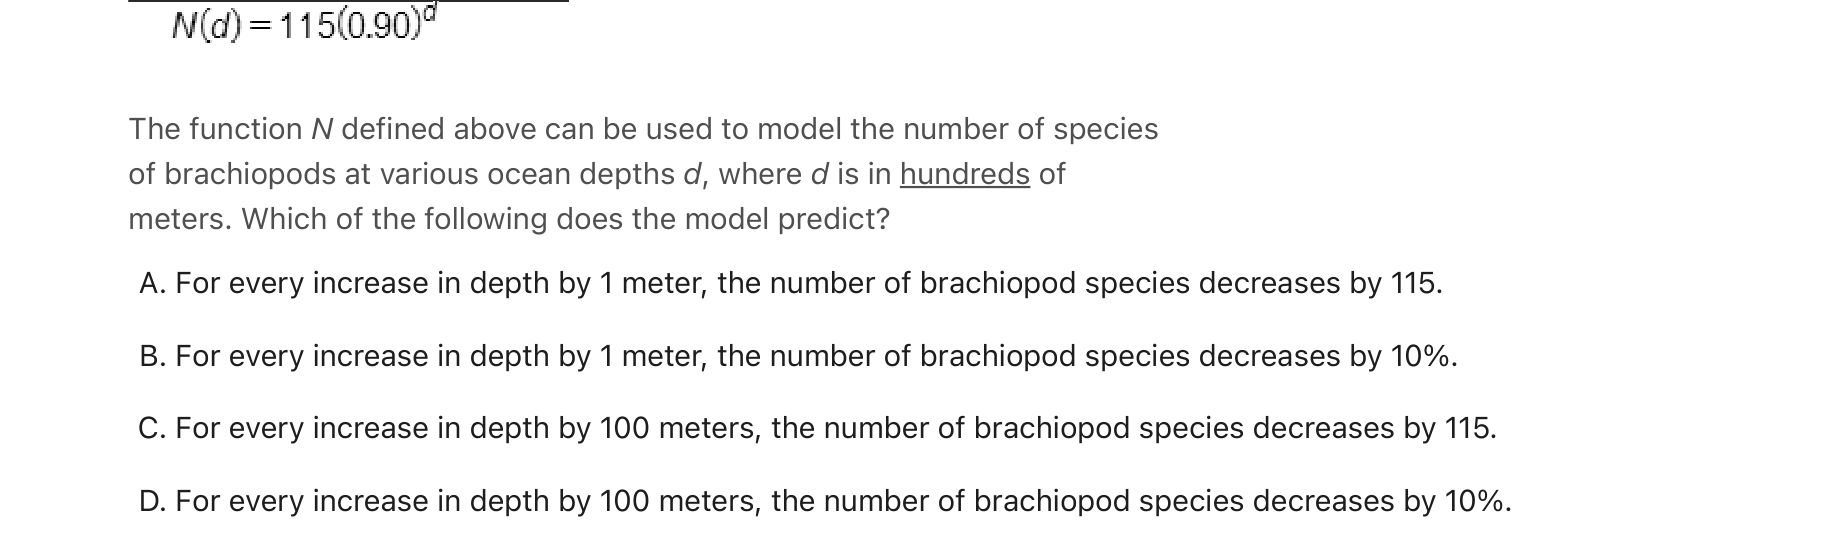 N(d)=115(0.90)^d
The function N defined above can be used to model the number of species
of brachiopods at various ocean depths d, where d is in hundreds of
meters. Which of the following does the model predict?
A. For every increase in depth by 1 meter, the number of brachiopod species decreases by 115.
B. For every increase in depth by 1 meter, the number of brachiopod species decreases by 10%.
C. For every increase in depth by 100 meters, the number of brachiopod species decreases by 115.
D. For every increase in depth by 100 meters, the number of brachiopod species decreases by 10%.